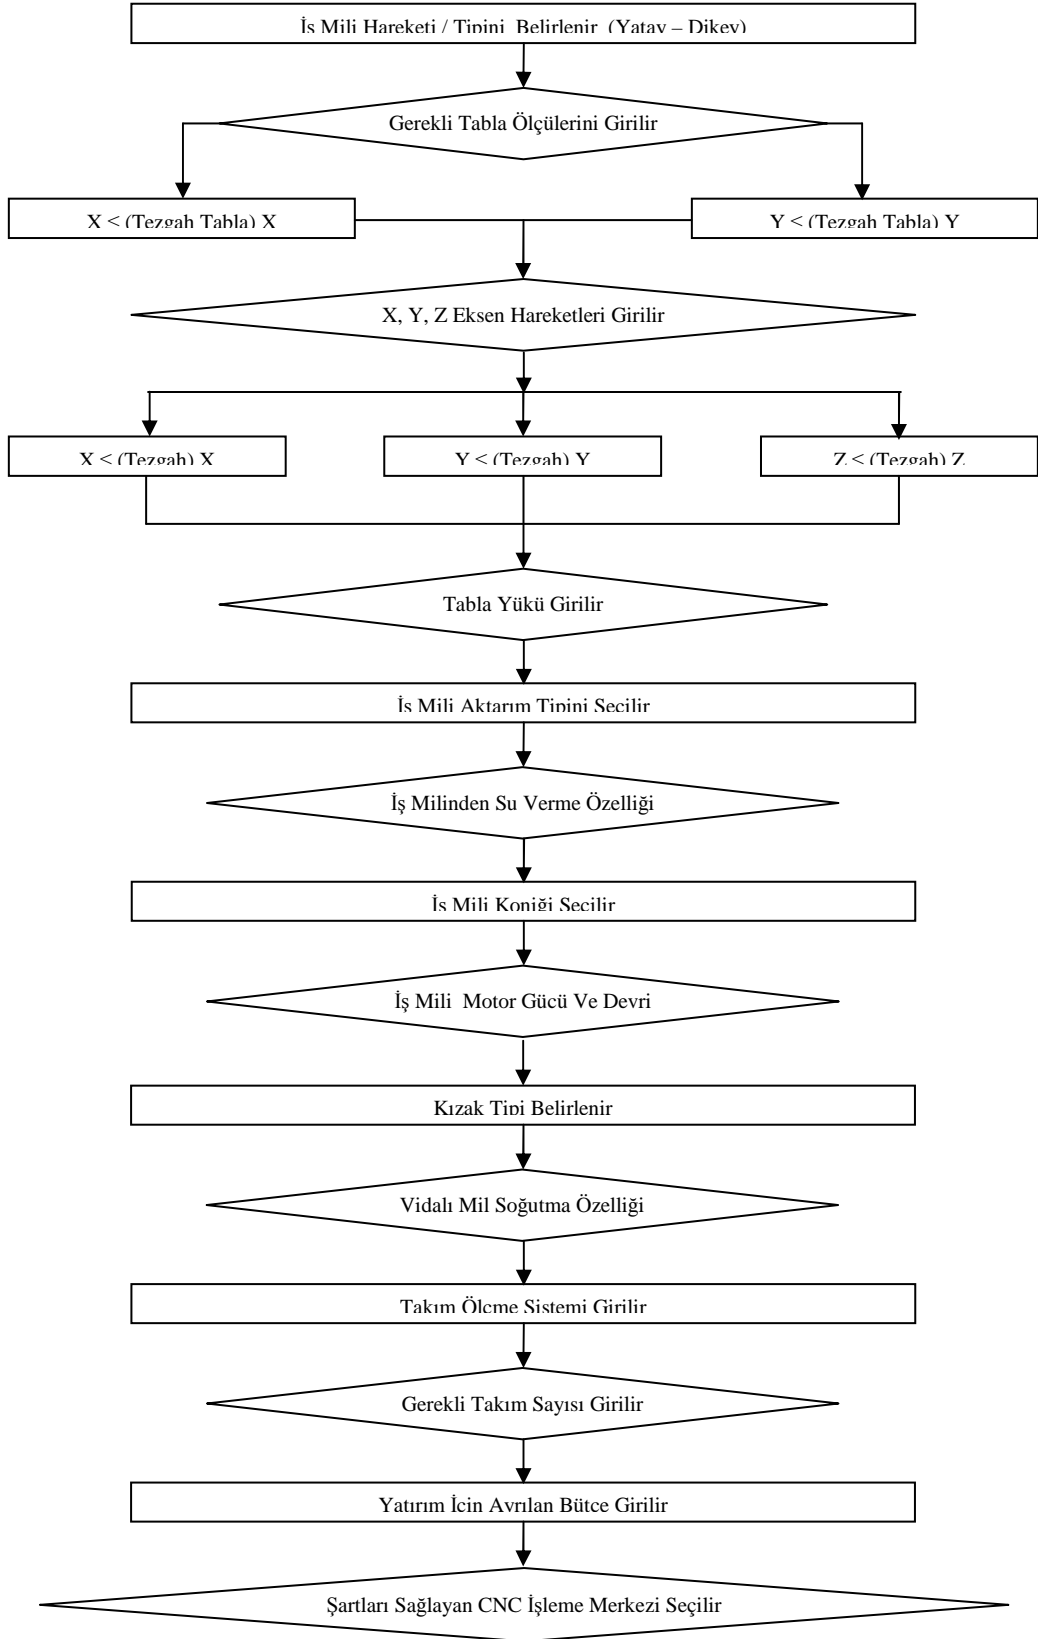 İş Mili Hareketi / Tipini Belirlenir (Yatay – Dikey)
Gerekli Tabla Ölçülerini Girilir
X < (Tezgah Tabla) X
Y < (Tezgah Tabla) Y
X, Y, Z Eksen Hareketleri Girilir
X < (Tezgah) X
Y < (Tezgah) Y
Z < (Tezgah) Z
Tabla Yükü Girilir
İş Mili Aktarım Tipini Seçilir
İş Milinden Su Verme Özelliği
İş Mili Koniği Seçilir
İş Mili Motor Gücü Ve Devri
Kızak Tipi Belirlenir
Vidalı Mil Soğutma Özelliği
Takım Ölçme Sistemi Girilir
Gerekli Takım Sayısı Girilir
Yatırım İçin Ayrılan Bütçe Girilir
Şartları Sağlayan CNC İşleme Merkezi Seçilir